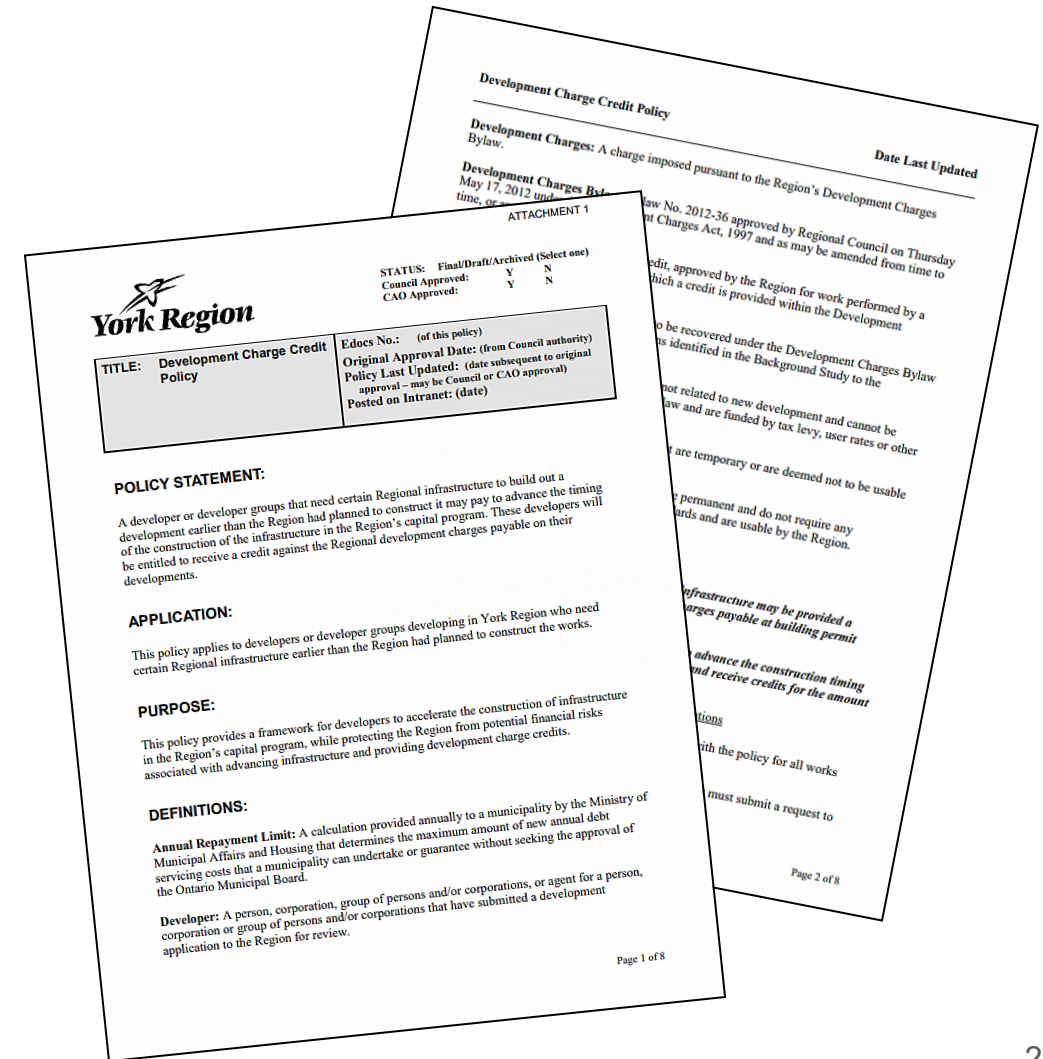 ATTACHMENT 1
York Region
STATUS: Final/Draft/Archived (Select one)
Council Approved: Y N
CAO Approved: Y N
TITLE: Development Charge Credit
Policy
Edocs No.: (of this policy)
Original Approval Date: (from Council authority)
Policy Last Updated: (date subsequent to original
approval – may be Council or CAO approval)
Posted on Intranet: (date)
POLICY STATEMENT:
A developer or developer groups that need certain Regional infrastructure to build out a
development earlier than the Region had planned to construct it may pay to advance the timing
of the construction of the infrastructure in the Region's capital program. These developers will
be entitled to receive a credit against the Regional development charges payable on their
developments.
APPLICATION:
This policy applies to developers or developer groups developing in York Region who need
certain Regional infrastructure earlier than the Region had planned to construct the works.
PURPOSE:
This policy provides a framework for developers to accelerate the construction of infrastructure
in the Region's capital program, while protecting the Region from potential financial risks
associated with advancing infrastructure and providing development charge credits.
DEFINITIONS:
Annual Repayment Limit: A calculation provided annually to a municipality by the Ministry of
Municipal Affairs and Housing that determines the maximum amount of new annual debt
servicing costs that a municipality can undertake or guarantee without seeking the approval of
the Ontario Municipal Board.
Developer: A person, corporation, group of persons and/or corporations, or agent for a person,
corporation or group of persons and/or corporations that have submitted a development
application to the Region for review.
Page 1 of 8
Development Charge Credit Policy
Date Last Updated
Development Charges: A charge imposed pursuant to the Region's Development Charges
Bylaw.
Development Charges law No. 2012-36 approved by Regional Council on Thursday
May 17, 2012 Charges Act, 1997 and as may be amended from time to
time, or
edit, approved by the Region for work performed by a
hich a credit is provided within the Development
o be recovered under the Development Charges Bylaw
ns identified in the Background Study to the
not related to new development and cannot be
aw and are funded by tax levy, user rates or other
t are temporary or are deemed not to be usable
e permanent and do not require any
ards and are usable by the Region.
nfrastructure may be provided a
arges payable at building permit
advance the construction timing
and receive credits for the amount
tions
ith the policy for all works
must submit a request to
Page 2 of 8
2